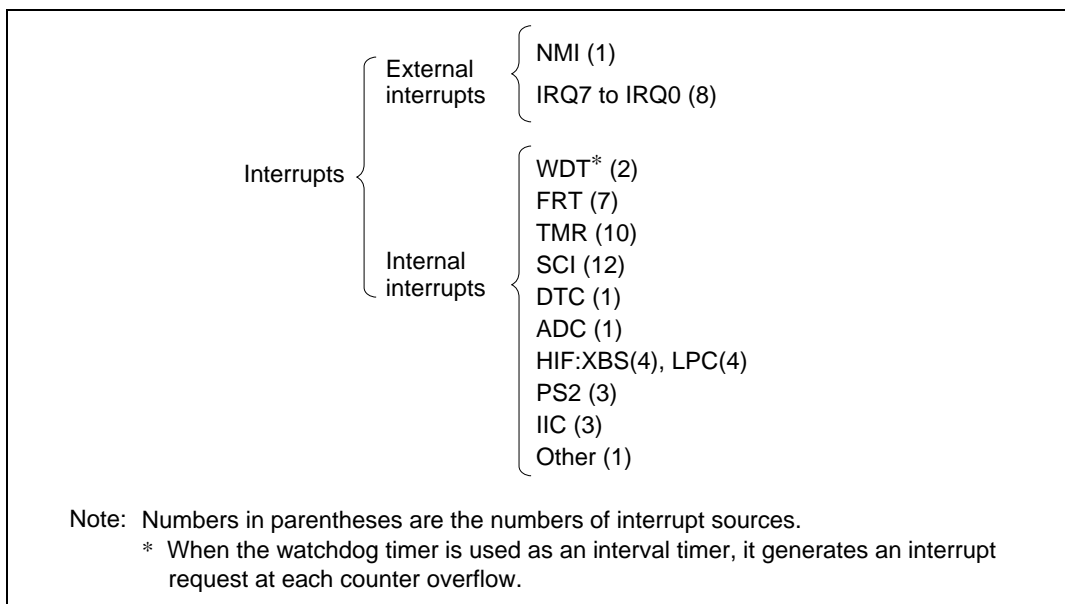 Interrupts
External
interrupts
NMI (1)
IRQ7 to IRQ0 (8)
Internal
interrupts
WDT* (2)
FRT (7)
TMR (10)
SCI (12)
DTC (1)
ADC (1)
HIF:XBS(4), LPC(4)
PS2 (3)
IIC (3)
Other (1)
Note: Numbers in parentheses are the numbers of interrupt sources.
* When the watchdog timer is used as an interval timer, it generates an interrupt
request at each counter overflow.